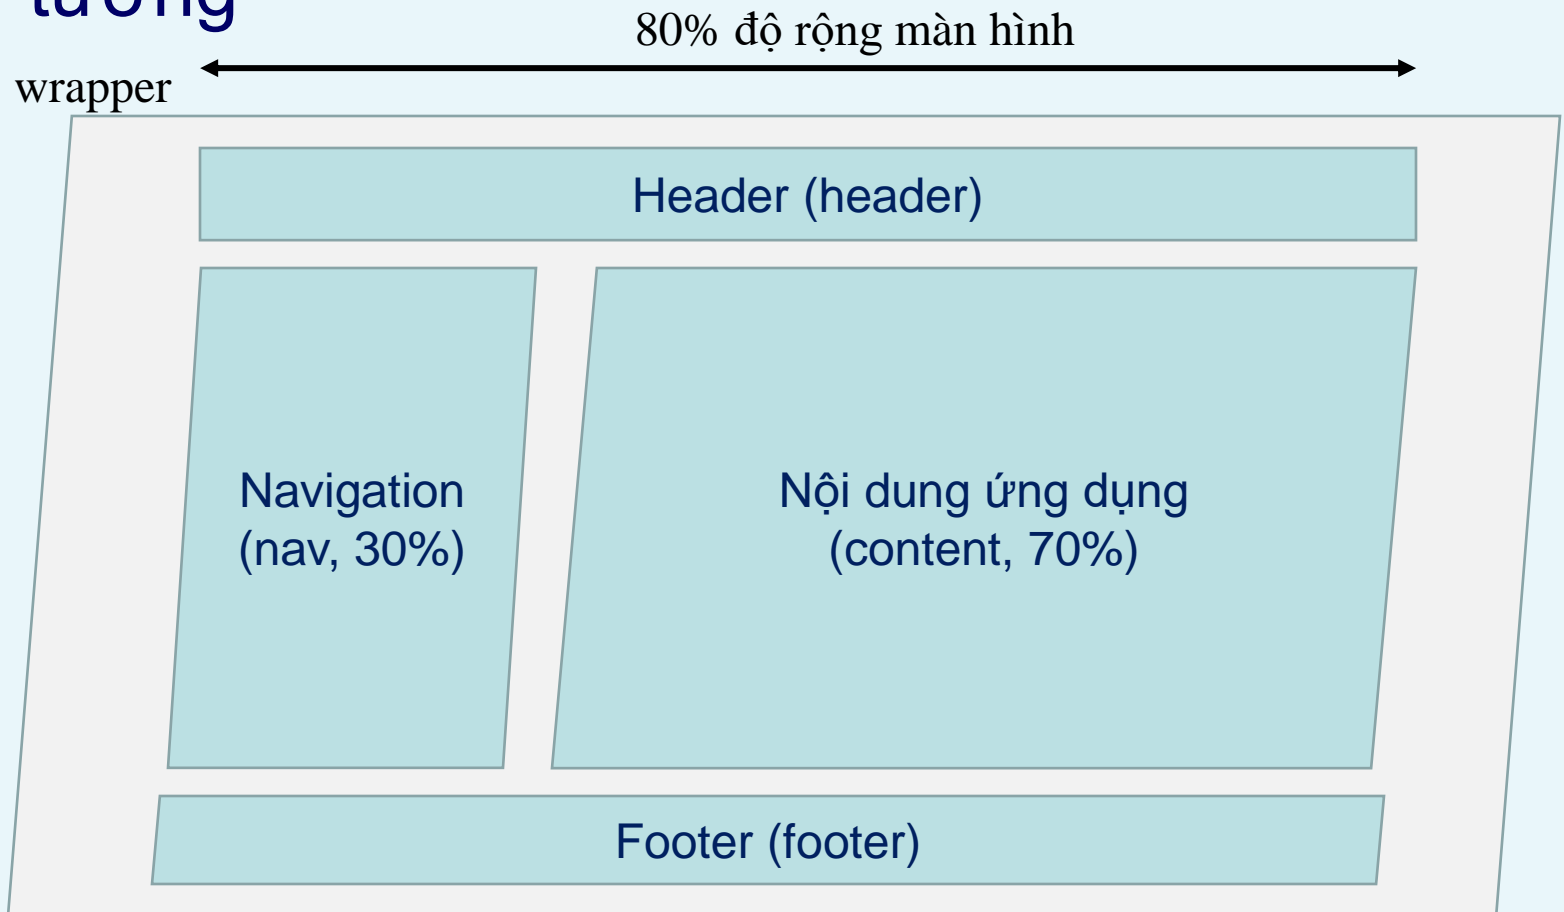 tưởng
80% độ rộng màn hình
wrapper
Header (header)
Navigation
(nav, 30%)
Nội dung ứng dụng
(content, 70%)
Footer (footer)